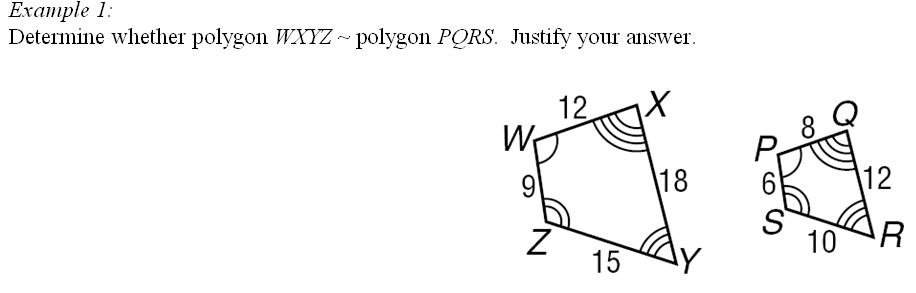 Example 1:
Determine whether polygon WXYZ ~ polygon PQRS. Justify your answer.
12 X
W
9 18
Z
15 Y
8 Q
P
6 12
S
10 R